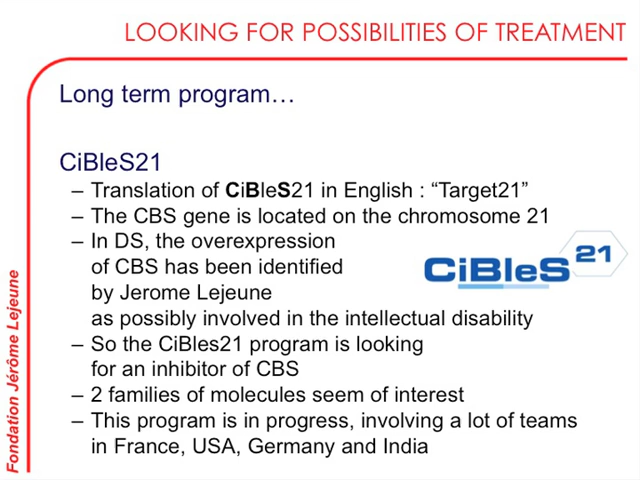 LOOKING FOR POSSIBILITIES OF TREATMENT
Long term program…
CiBleS21
– Translation of CiBleS21 in English : “Target21”
– The CBS gene is located on the chromosome 21
– In DS, the overexpression
of CBS has been identified
by Jerome Lejeune
as possibly involved in the intellectual disability
– So the CiBles21 program is looking
for an inhibitor of CBS
– 2 families of molecules seem of interest
– This program is in progress, involving a lot of teams
in France, USA, Germany and India
CiBleS 21
Fondation Jérôme Lejeune